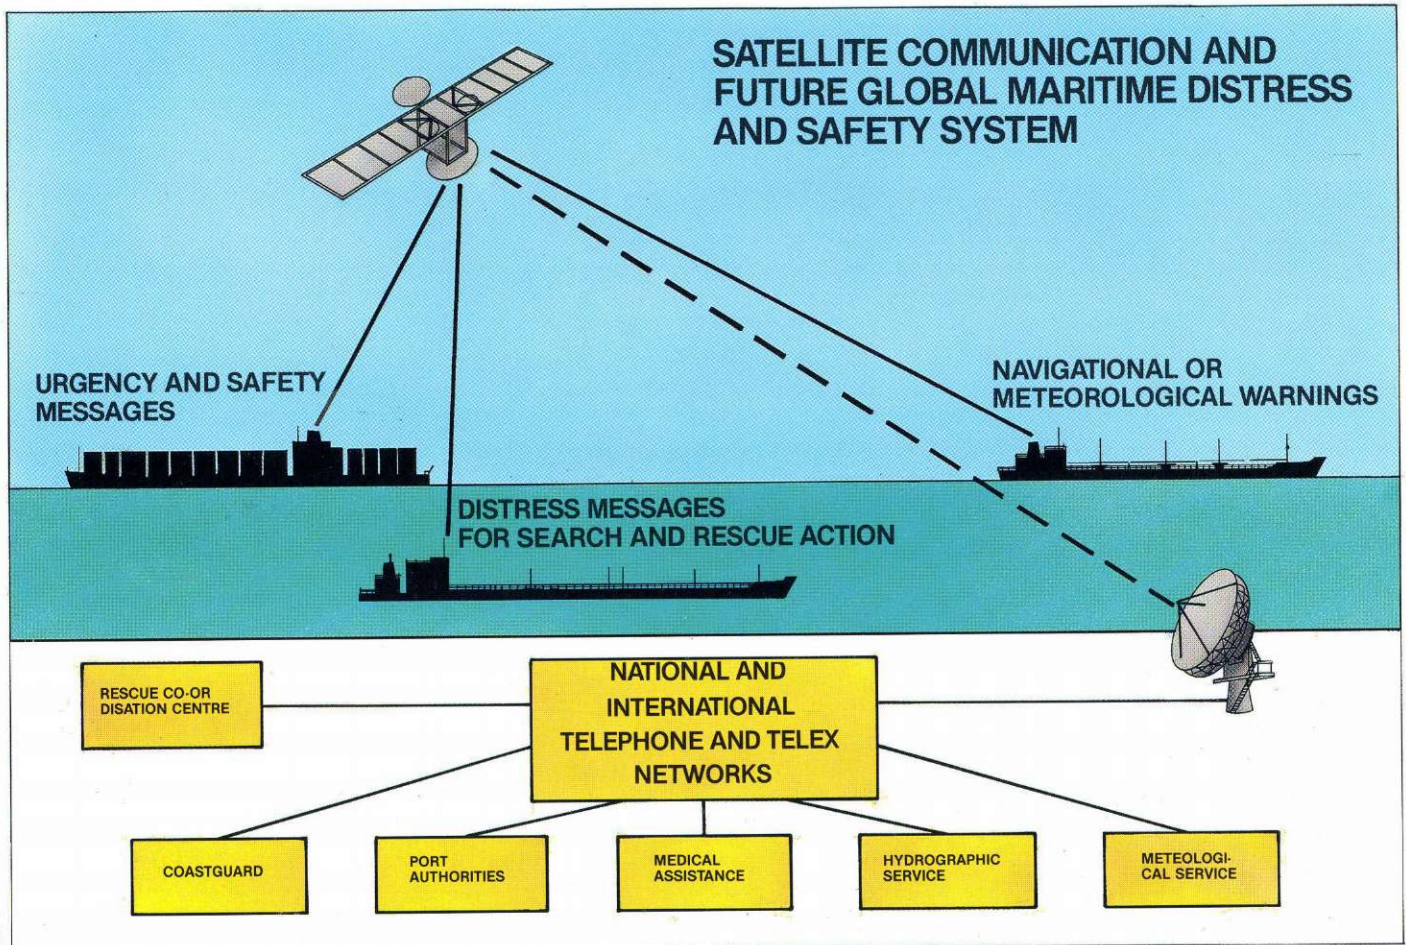 SATELLITE COMMUNICATION AND
FUTURE GLOBAL MARITIME DISTRESS
AND SAFETY SYSTEM
URGENCY AND SAFETY
MESSAGES
NAVIGATIONAL OR
METEOROLOGICAL WARNINGS
DISTRESS MESSAGES
FOR SEARCH AND RESCUE ACTION
RESCUE CO-OR
DISATION CENTRE
NATIONAL AND
INTERNATIONAL
TELEPHONE AND TELEX
NETWORKS
COASTGUARD
PORT
AUTHORITIES
MEDICAL
ASSISTANCE
HYDROGRAPHIC
SERVICE
METEOLOGI-
CAL SERVICE